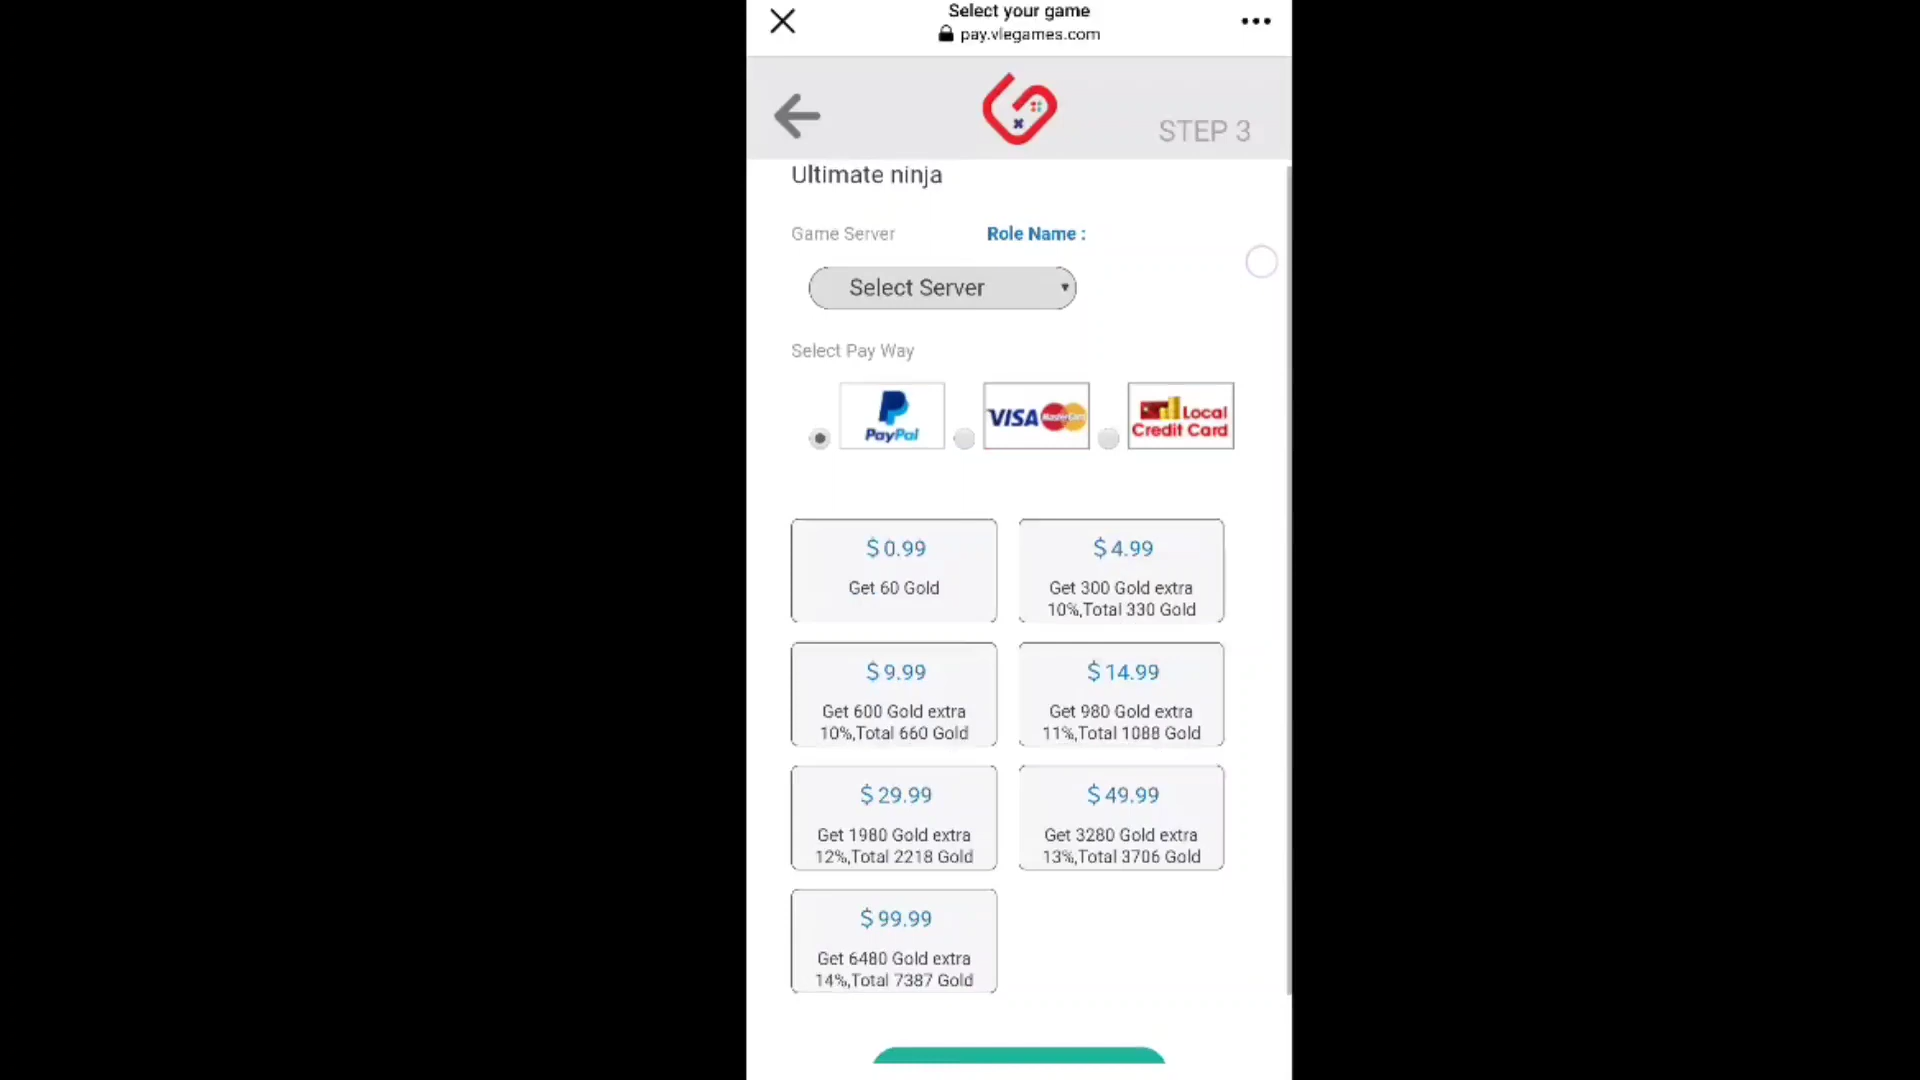 Select your game
pay.vlegames.com
STEP 3
Ultimate ninja
Game Server
Role Name :
Select Server
Select Pay Way
PayPal
VISA MasterCard
Local
Credit Card
$ 0.99
Get 60 Gold
$ 4.99
Get 300 Gold extra
10%,Total 330 Gold
$ 9.99
Get 600 Gold extra
10%,Total 660 Gold
$ 14.99
Get 980 Gold extra
11%,Total 1088 Gold
$ 29.99
Get 1980 Gold extra
12%,Total 2218 Gold
$ 49.99
Get 3280 Gold extra
13%,Total 3706 Gold
$ 99.99
Get 6480 Gold extra
14%,Total 7387 Gold